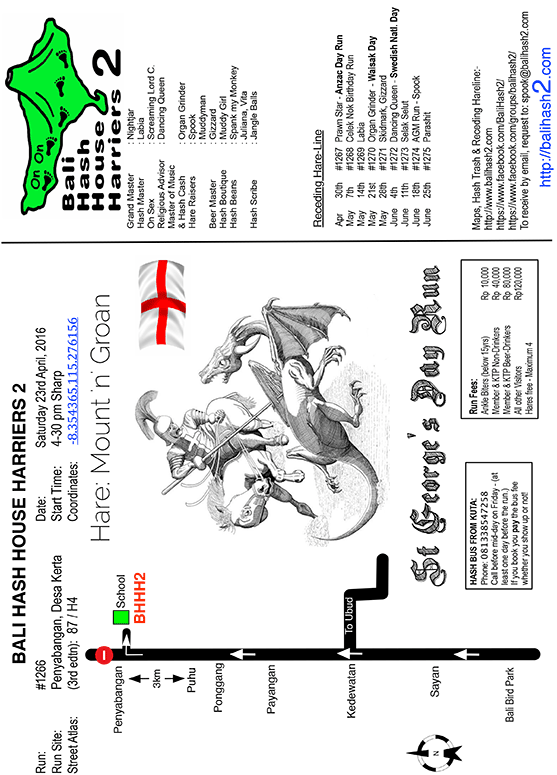 BALI HASH HOUSE HARRIERS 2
Run: #1266
Run Site: Penyabangan, Desa Kerta
Street Atlas: (3rd edtn): 87 / H4
Date: Saturday 23rd April, 2016
Start Time: 4-30 pm Sharp
Coordinates: -8.354365,115.276156
Hare: Mount 'n' Groan
Penyabangan
School
BHHH2
3km
Puhu
Ponggang
Payangan
Kedewatan
To Ubud
Sayan
Bali Bird Park
N
St George's Day Run
HASH BUS FROM KUTA:
Phone: 081338547258
Call before mid-day on Friday - (at
least one day before the run.)
If you book you pay the bus fee
whether you show up or not!
Run Fees:
Ankle Biters (below 15yrs) Rp 10,000
Member & KTP Non-Drinkers Rp 40,000
Member & KTP Beer-Drinkers Rp 80,000
All other Visitors Rp120,000
Hares free - Maximum 4
On On
Bali
Hash
House
Harriers 2
Grand Master : Nightjar
Hash Master : Labia
On Sex : Screaming Lord C.
Religious Advisor : Dancing Queen
Master of Music
& Hash Cash : Organ Grinder
Hare Raisers : Spook
Muddyman
Beer Master : Gizzard
Hash Boutique : Muddy Girl
Hash Beins : Spank my Monkey
: Juliana, Vita
Hash Scribe : Jangle Balls
Receding Hare-Line
Apr 30th #1267 Prawn Star - Anzac Day Run
May 7th #1268 Celek Nok Birthday Run
May 14th #1269 Labia
May 21st #1270 Organ Grinder - Waisak Day
May 28th #1271 Skidmark, Gizzard
June 4th #1272 Dancing Queen - Swedish Natl. Day
June 11th #1273 Selak Selut
June 18th #1274 AGM Run - Spook
June 25th #1275 Parashit
Maps, Hash Trash & Receding Hareline:-
http://www.balihash2.com
https://www.facebook.com/BaliHash2/
https://www.facebook.com/groups/balihash2/
To receive by email, request to: spook@balihash2.com
http://balihash2.com